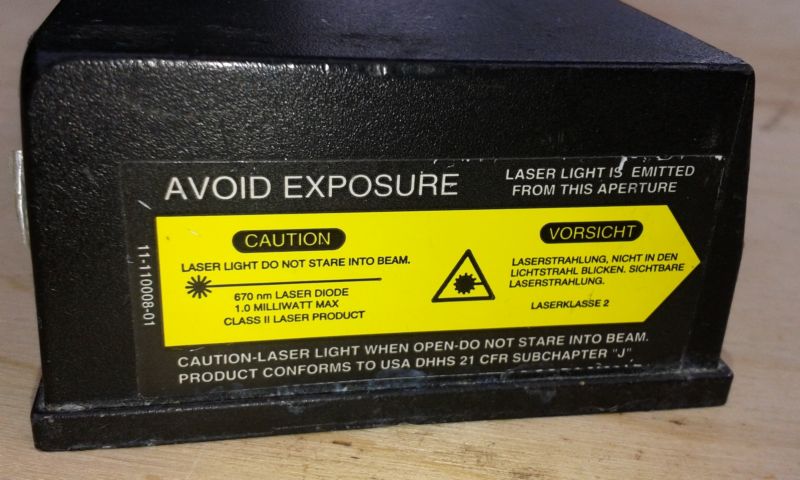 AVOID EXPOSURE
LASER LIGHT IS EMITTED
FROM THIS APERTURE
CAUTION
LASER LIGHT DO NOT STARE INTO BEAM.
670 nm LASER DIODE
1.0 MILLIWATT MAX
CLASS II LASER PRODUCT
VORSICHT
LASERSTRAHLUNG, NICHT IN DEN
LICHTSTRAHL BLICKEN. SICHTBARE
LASERSTRAHLUNG.
LASERKLASSE 2
11-110008-01
CAUTION-LASER LIGHT WHEN OPEN-DO NOT STARE INTO BEAM.
PRODUCT CONFORMS TO USA DHHS 21 CFR SUBCHAPTER "J".